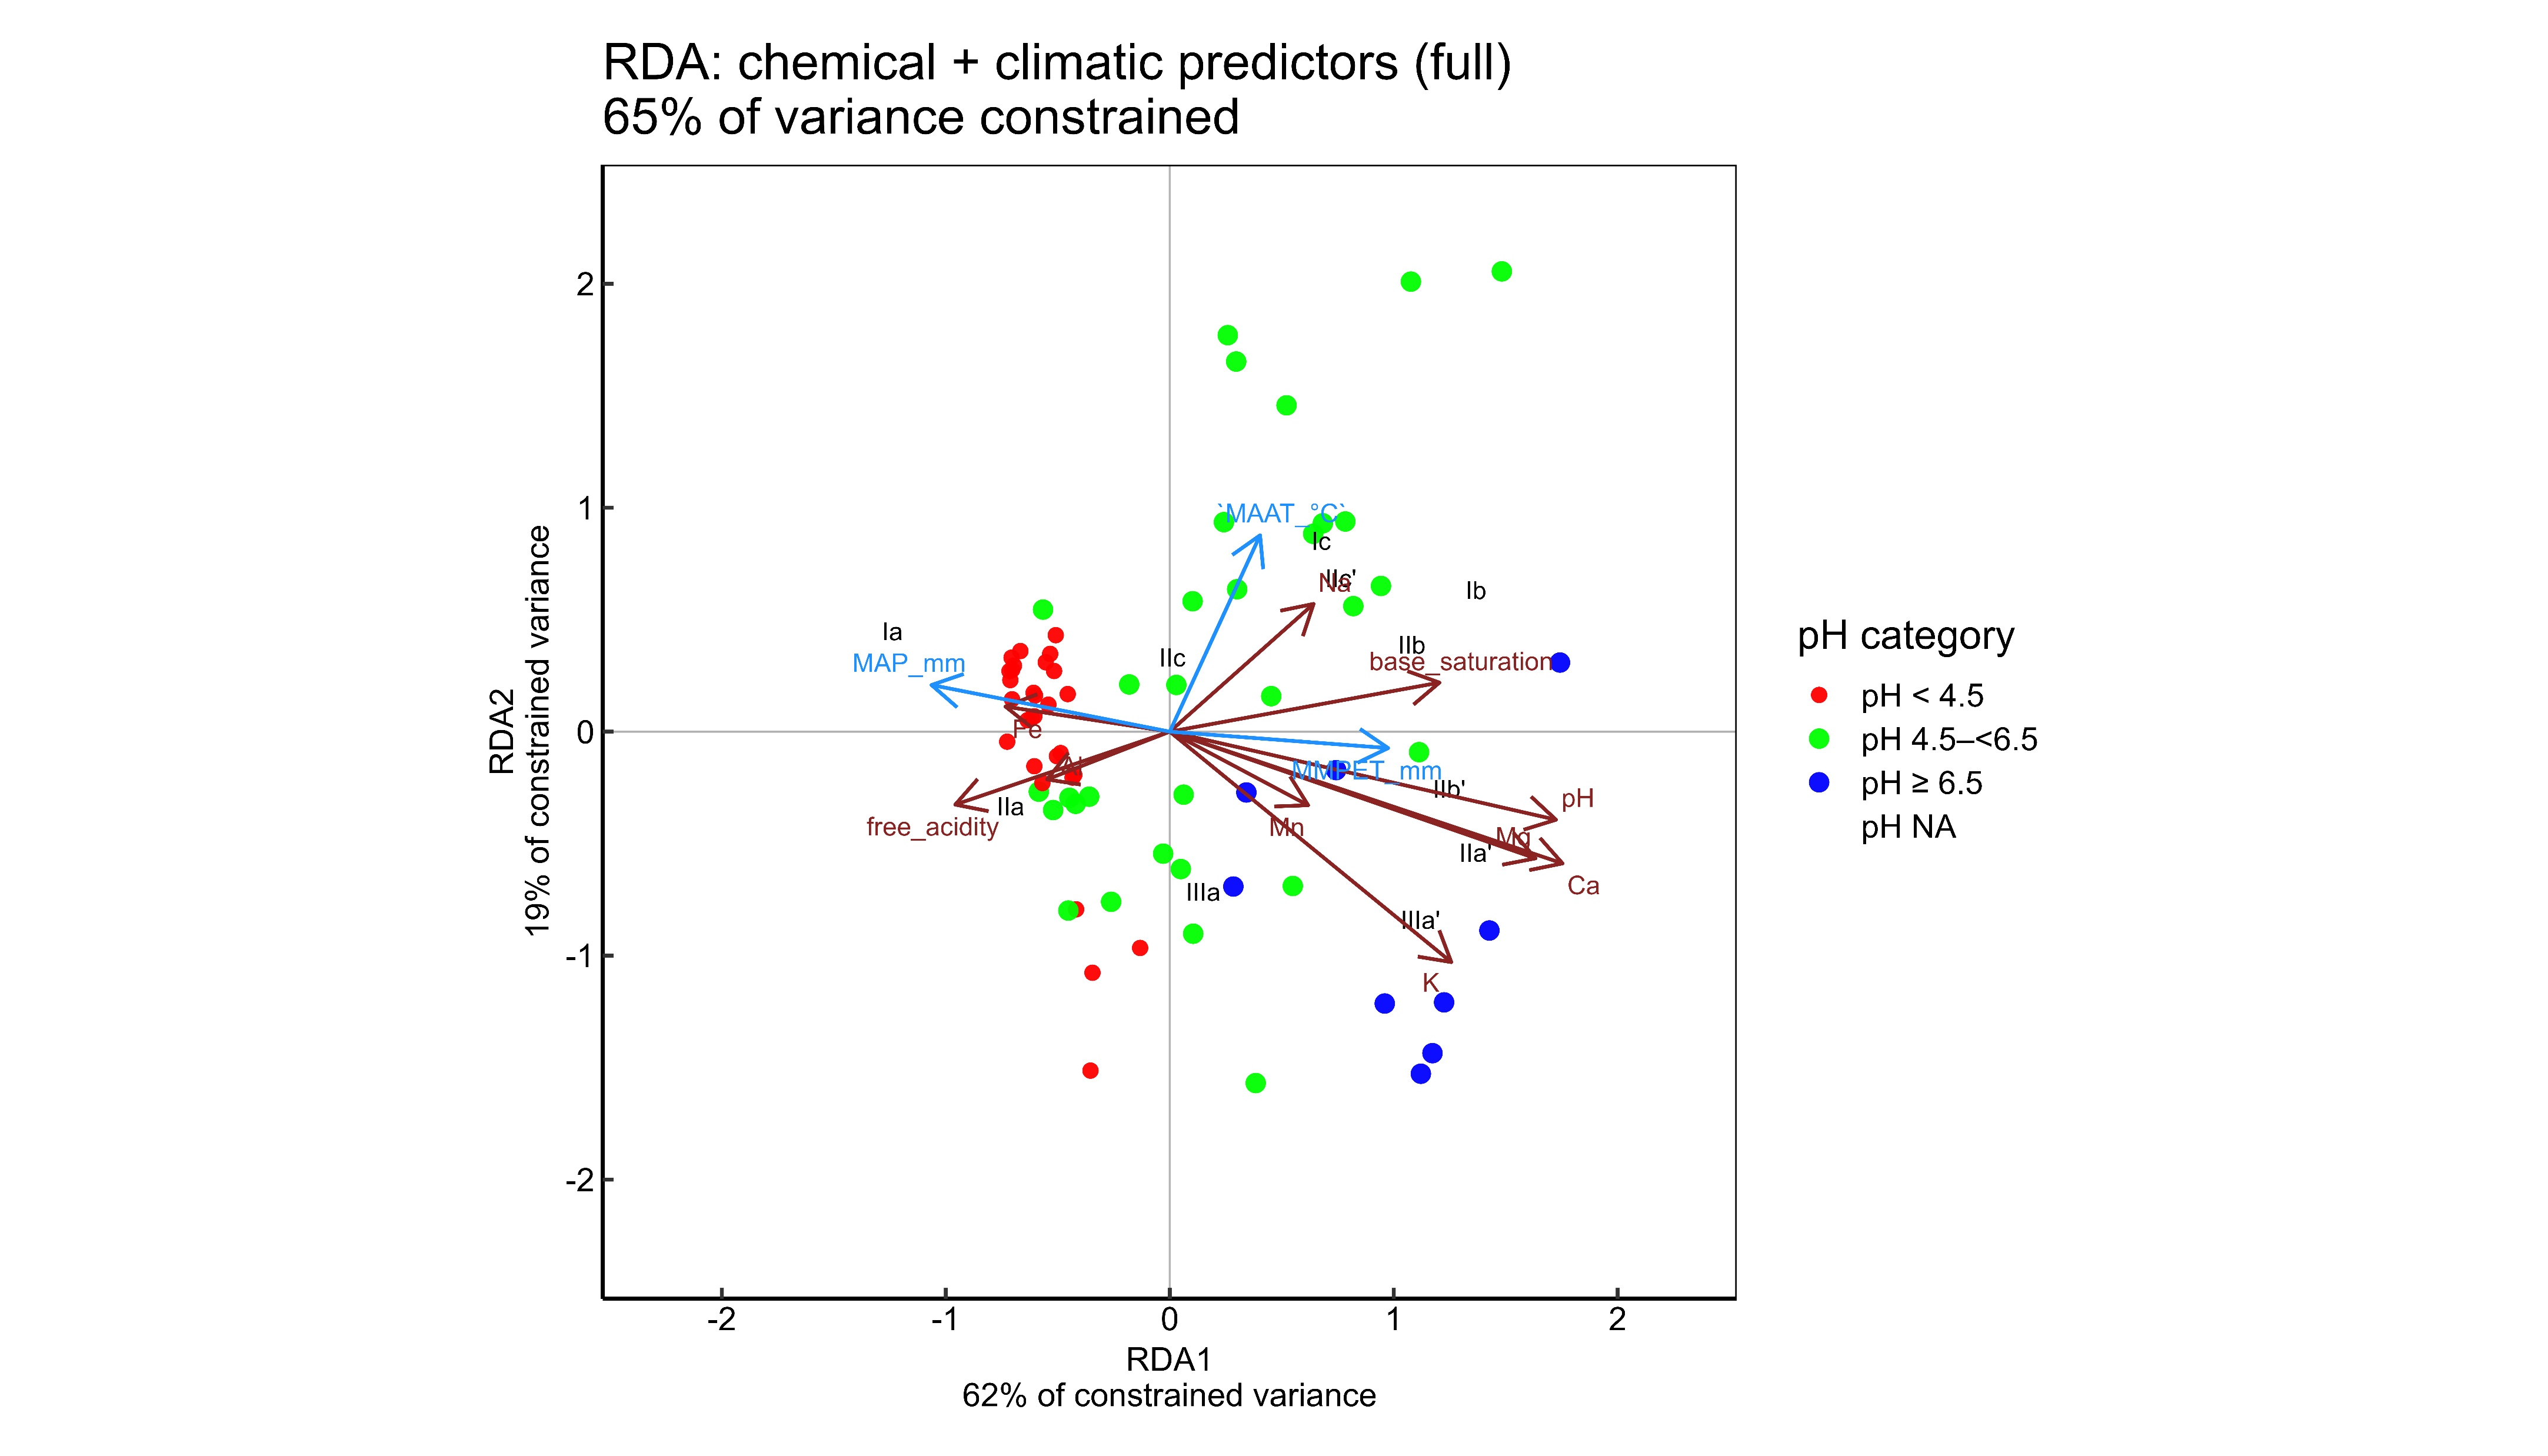 RDA: chemical + climatic predictors (full)
65% of variance constrained
2
1
0
-1
-2
RDA2
19% of constrained variance
`MAAT_°C`
Ic
IIc'
Na
Ib
Ia
MAP_mm
IIc
IIb
base_saturation
Fe
Al
MMPET_mm
IIb'
pH
IIa
free_acidity
Mn
Mg
IIa'
Ca
IIIa
IIIa'
K
-2
-1
0
1
2
RDA1
62% of constrained variance
pH category
pH < 4.5
pH 4.5–<6.5
pH ≥ 6.5
pH NA